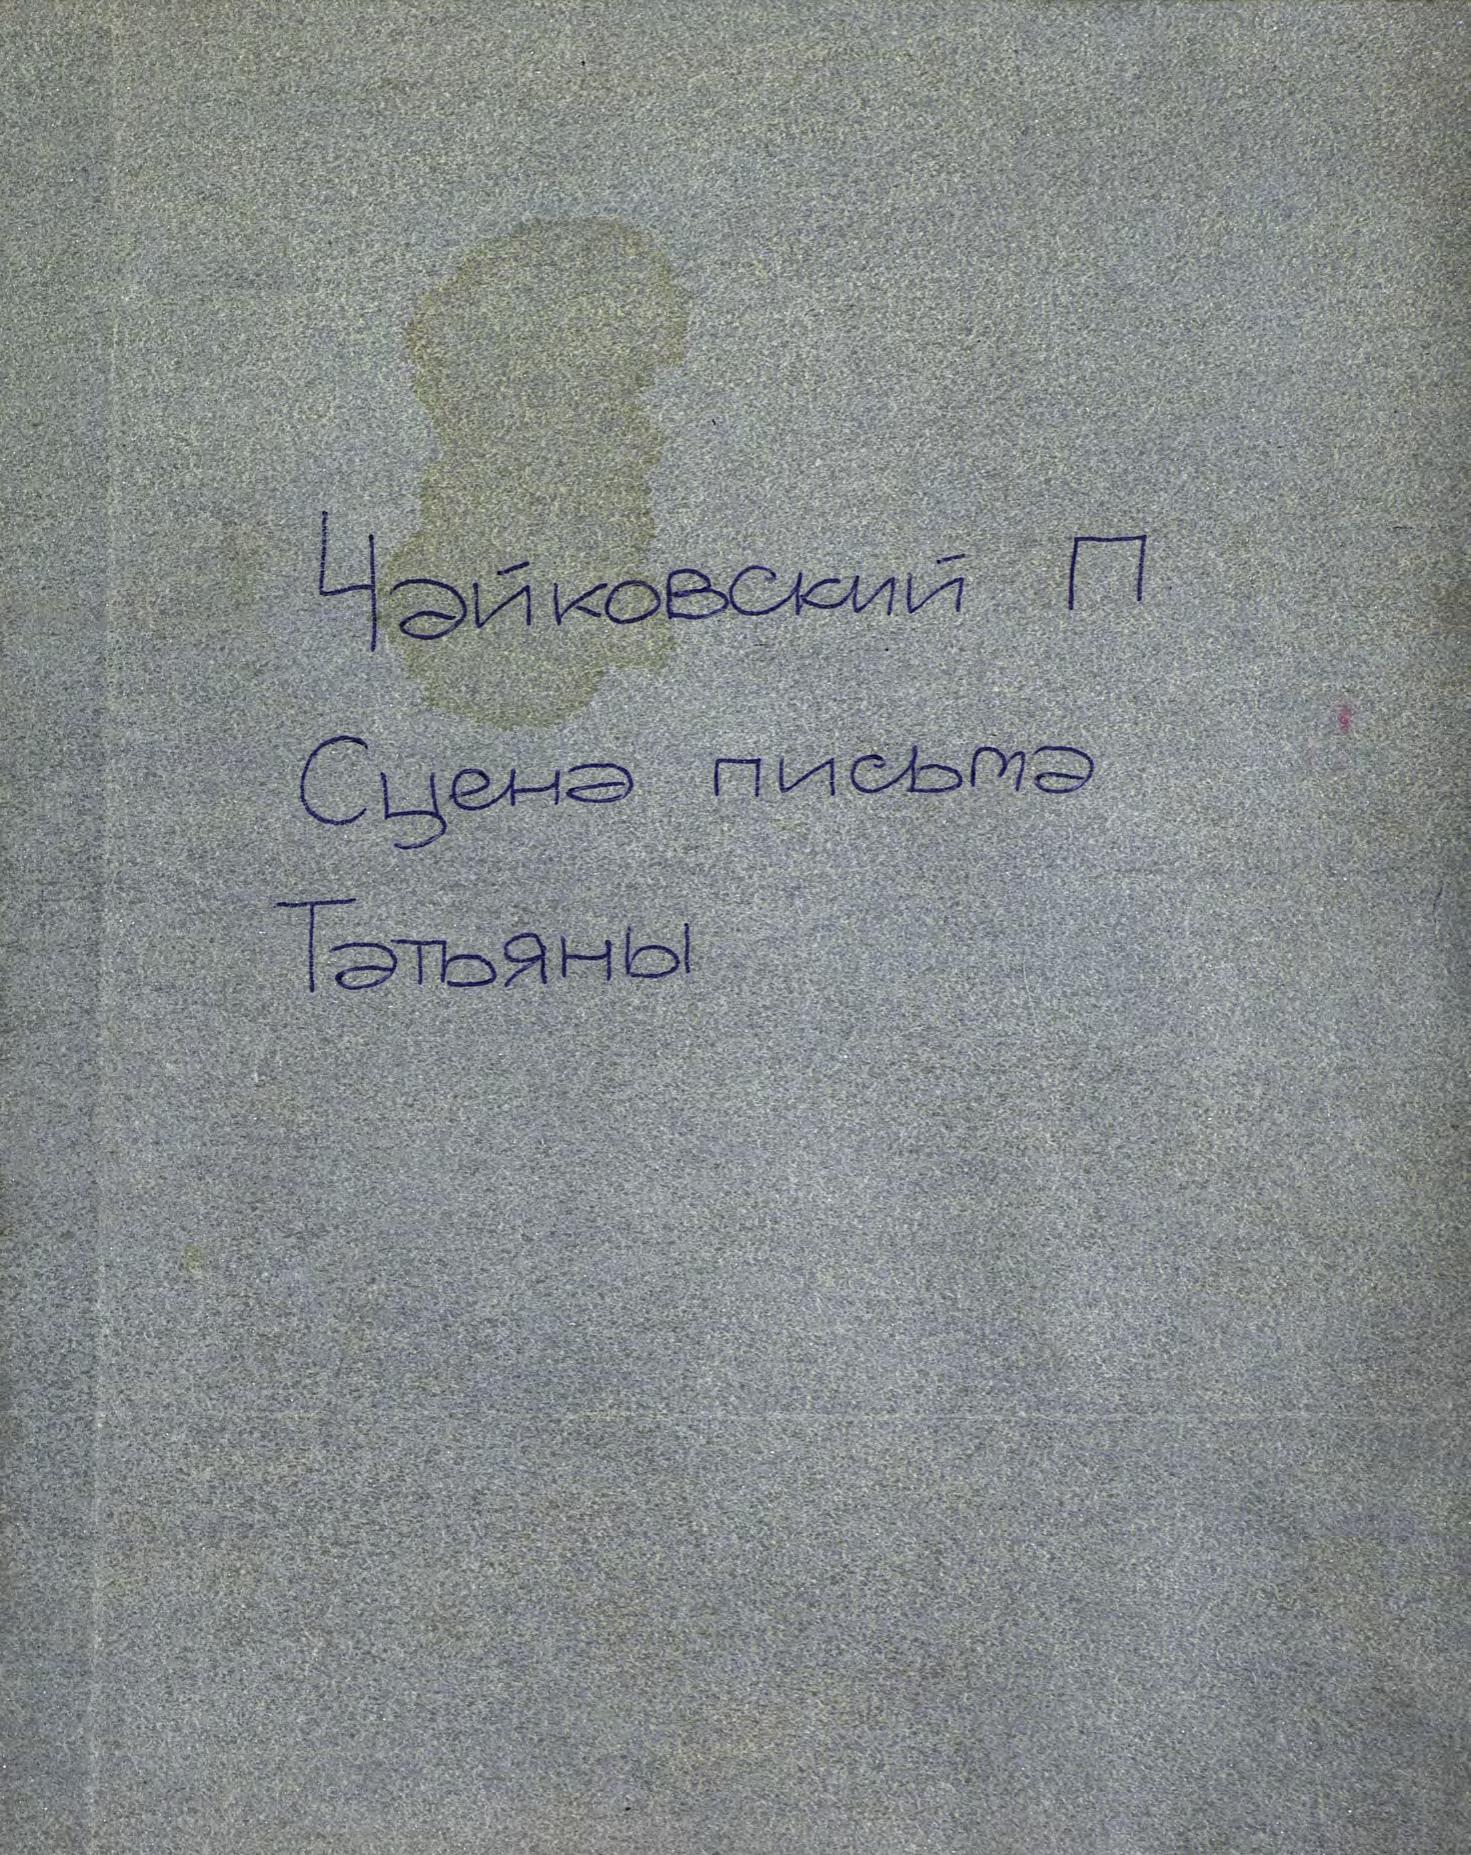 Чайковский П
Сцена письма
Татьяны